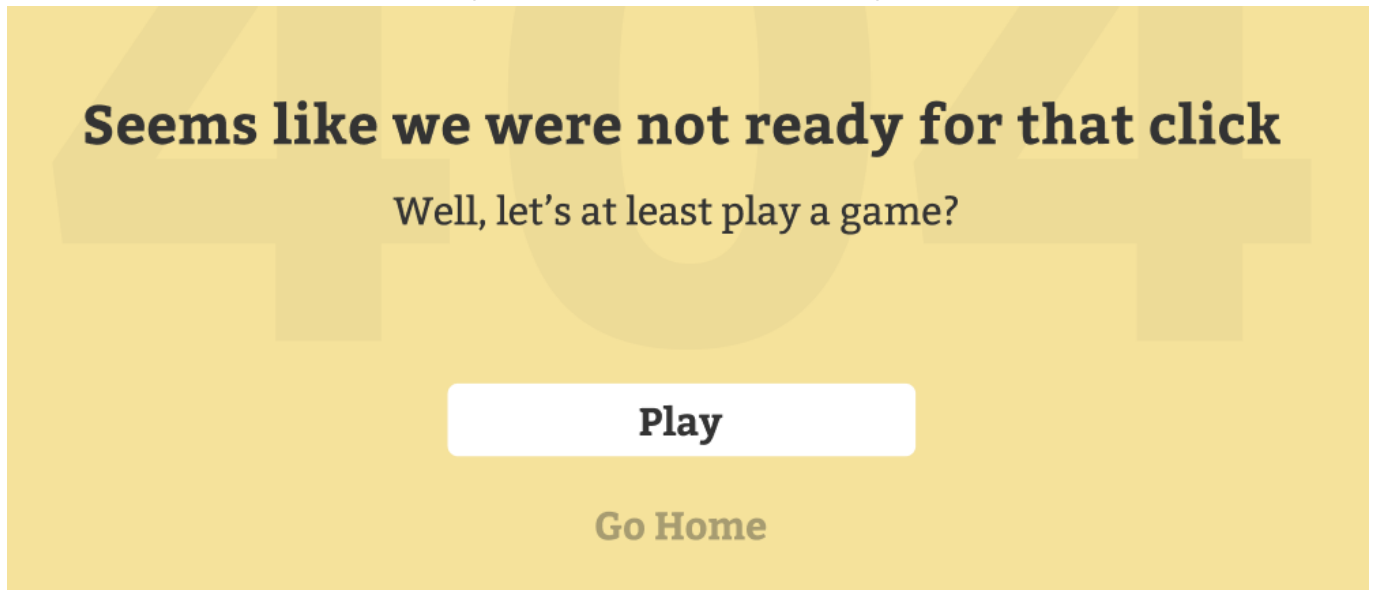 404
Seems like we were not ready for that click
Well, let’s at least play a game?
Play
Go Home